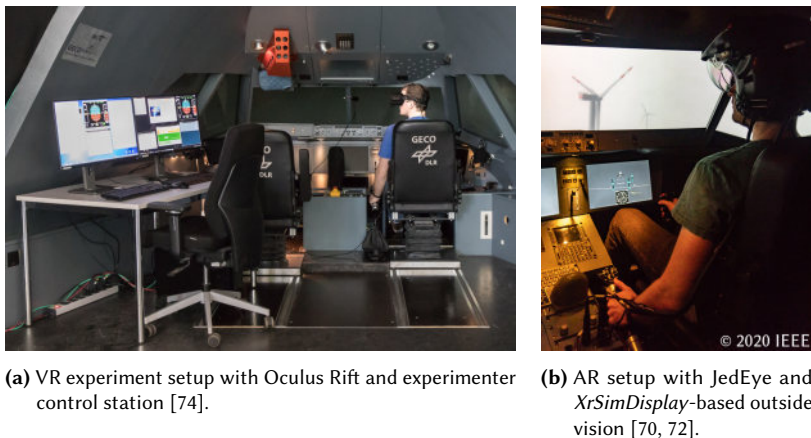 GECO
DLR
GECO
DLR
© 2020 IEEE
(a) VR experiment setup with Oculus Rift and experimenter
control station [74].
(b) AR setup with JedEye and
XrSimDisplay-based outside
vision [70, 72].